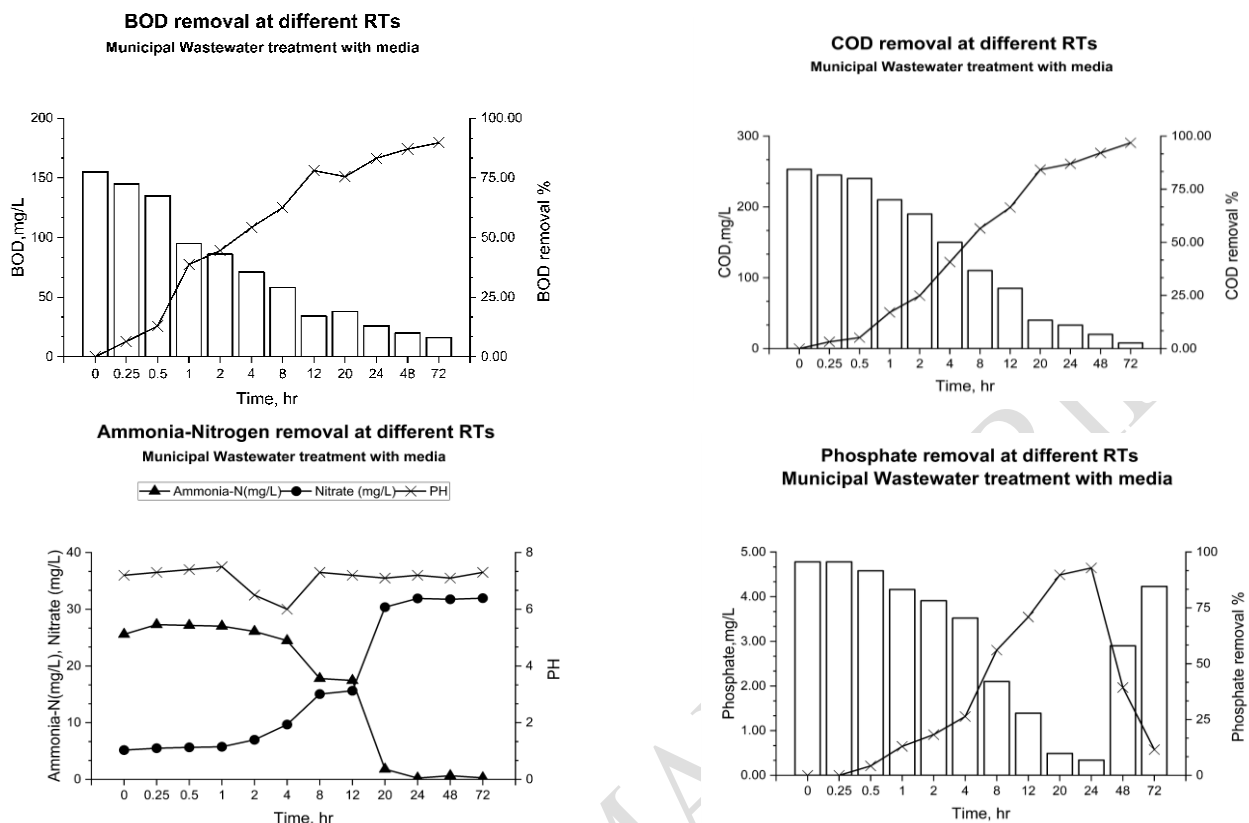 BOD removal at different RTs
Municipal Wastewater treatment with media
200
150
100
50
0
BOD,mg/L
100.00
75.00
50.00
25.00
0.00
BOD removal %
0 0.25 0.5 1 2 4 8 12 20 24 48 72
Time, hr
COD removal at different RTs
Municipal Wastewater treatment with media
300
200
100
0
COD,mg/L
100.00
75.00
50.00
25.00
0.00
COD removal %
0 0.25 0.5 1 2 4 8 12 20 24 48 72
Time, hr
Ammonia-Nitrogen removal at different RTs
Municipal Wastewater treatment with media
Ammonia-N(mg/L) Nitrate (mg/L) PH
40
30
20
10
0
Ammonia-N(mg/L), Nitrate (mg/L)
8
6
4
2
0
PH
0 0.25 0.5 1 2 4 8 12 20 24 48 72
Time, hr
Phosphate removal at different RTs
Municipal Wastewater treatment with media
5.00
4.00
3.00
2.00
1.00
0.00
Phosphate,mg/L
100
75
50
25
0
Phosphate removal %
0 0.25 0.5 1 2 4 8 12 20 24 48 72
Time, hr